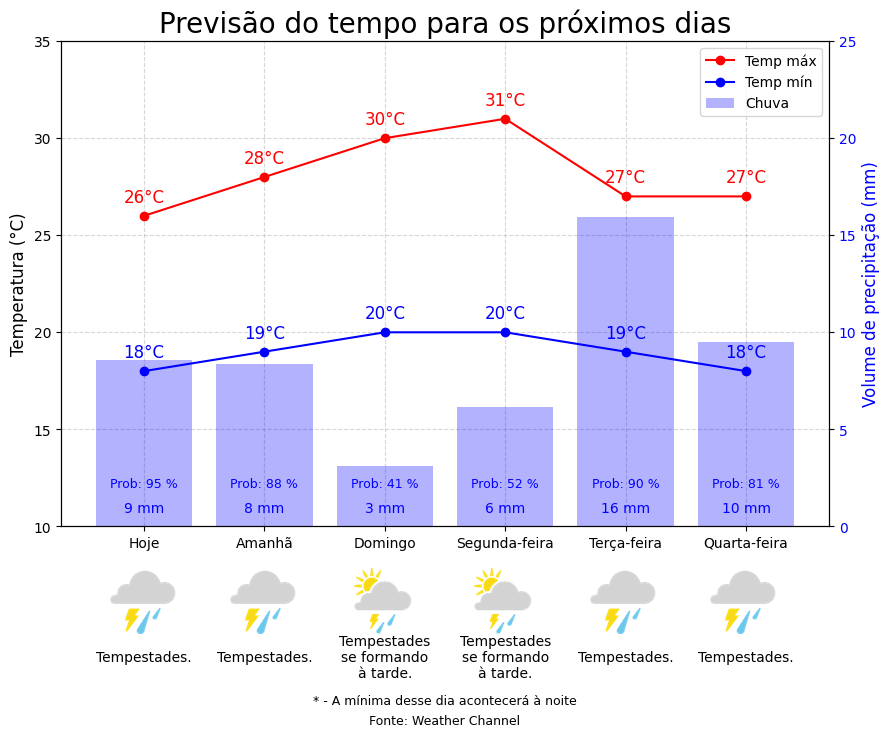 Previsão do tempo para os próximos dias
35
30
25
20
15
10
Temperatura (°C)
25
20
15
10
5
0
Volume de precipitação (mm)
Temp máx
Temp mín
Chuva
26°C
28°C
30°C
31°C
27°C
27°C
18°C
19°C
20°C
20°C
19°C
18°C
Prob: 95 %
Prob: 88 %
Prob: 41 %
Prob: 52 %
Prob: 90 %
Prob: 81 %
9 mm
8 mm
3 mm
6 mm
16 mm
10 mm
Hoje
Amanhã
Domingo
Segunda-feira
Terça-feira
Quarta-feira
Tempestades.
Tempestades.
Tempestades
se formando
à tarde.
Tempestades
se formando
à tarde.
Tempestades.
Tempestades.
* - A mínima desse dia acontecerá à noite
Fonte: Weather Channel